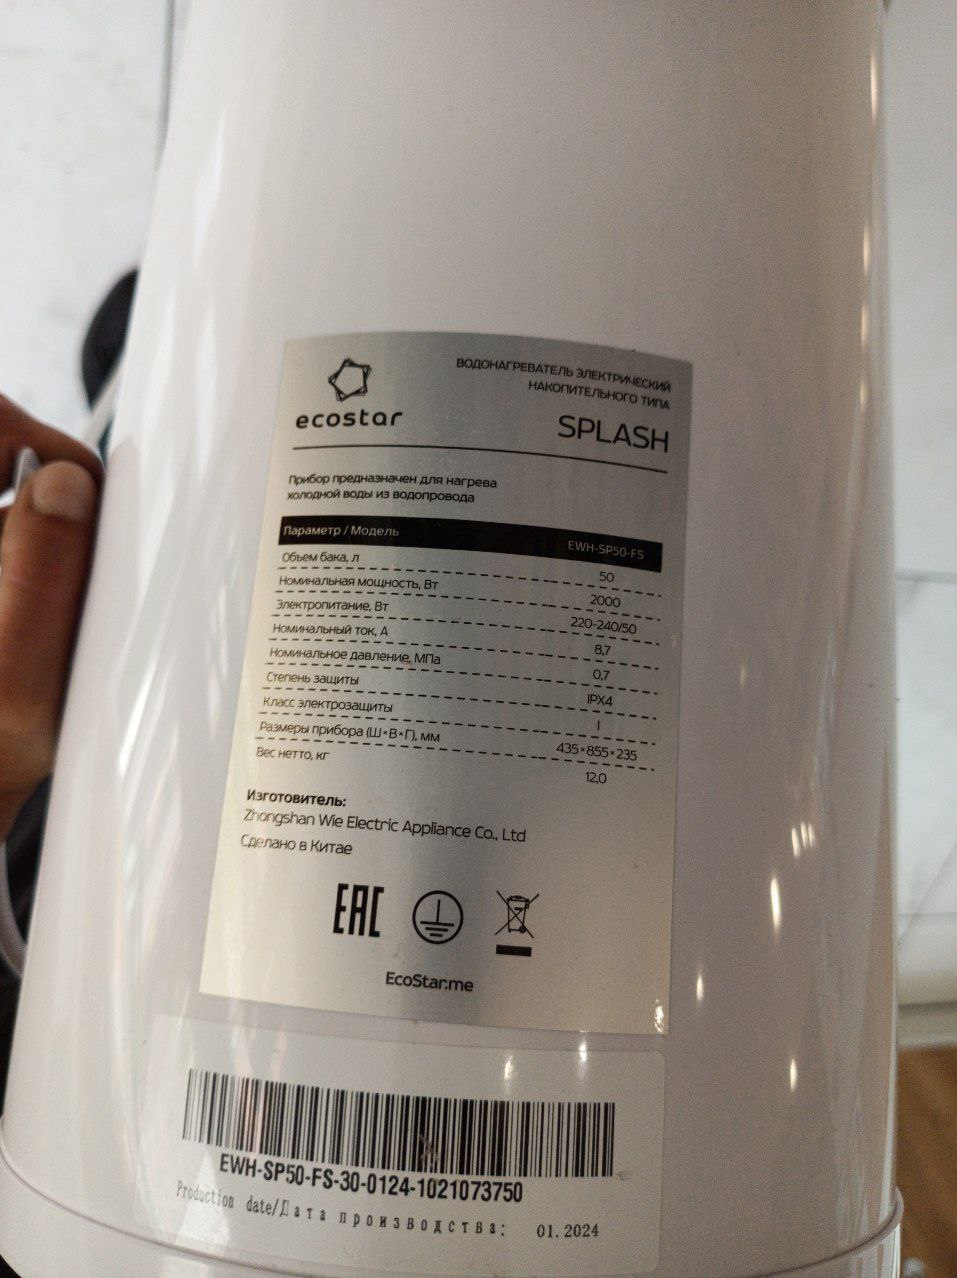 ecostar
ВОДОНАГРЕВАТЕЛЬ ЭЛЕКТРИЧЕСКИЙ
НАКОПИТЕЛЬНОГО ТИПА
SPLASH
Прибор предназначен для нагрева
холодной воды из водопровода
Параметр / Модель EWH-SP50-FS
Объем бака, л 50
Номинальная мощность, Вт 2000
Электропитание, Вт 220-240/50
Номинальный ток, А 8,7
Номинальное давление, МПа 0,7
Степень защиты IPX4
Класс электрозащиты I
Размеры прибора (Ш×В×Г), мм 435×855×235
Вес нетто, кг 12,0
Изготовитель:
Zhongshan Wie Electric Appliance Co., Ltd
Сделано в Китае
EAC
EcoStar.me
EWH-SP50-FS-30-0124-1021073750
Production date/Дата производства: 01.2024